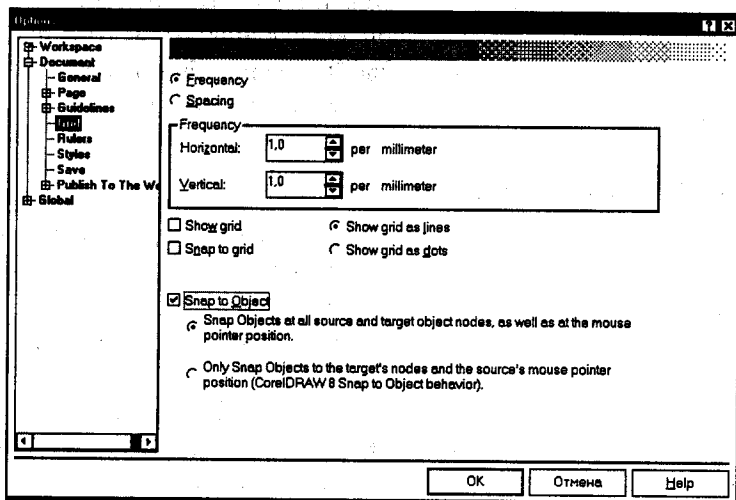 Options
Workspace
Document
General
Page
Guidelines
Grid
Rulers
Styles
Save
Publish To The We
Global
Frequency
Spacing
Frequency
Horizontal: 1,0 per millimeter
Vertical: 1,0 per millimeter
Show grid
Show grid as lines
Snap to grid
Show grid as dots
Snap to Object
Snap Objects at all source and target object nodes, as well as at the mouse
pointer position.
Only Snap Objects to the target's nodes and the source's mouse pointer
position (CorelDRAW 8 Snap to Object behavior).
OK
Отмена
Help